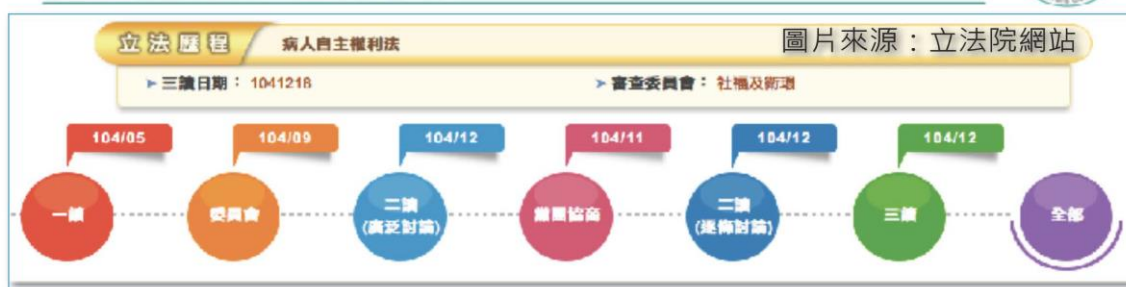 立法歷程 病人自主權利法 圖片來源：立法院網站
三讀日期：1041218 審查委員會：社福及衛環
104/05 104/09 104/12 104/11 104/12 104/12
一讀 委員會 二讀 黨團協商 二讀 三讀 全部
(廣泛討論) (逐條討論)